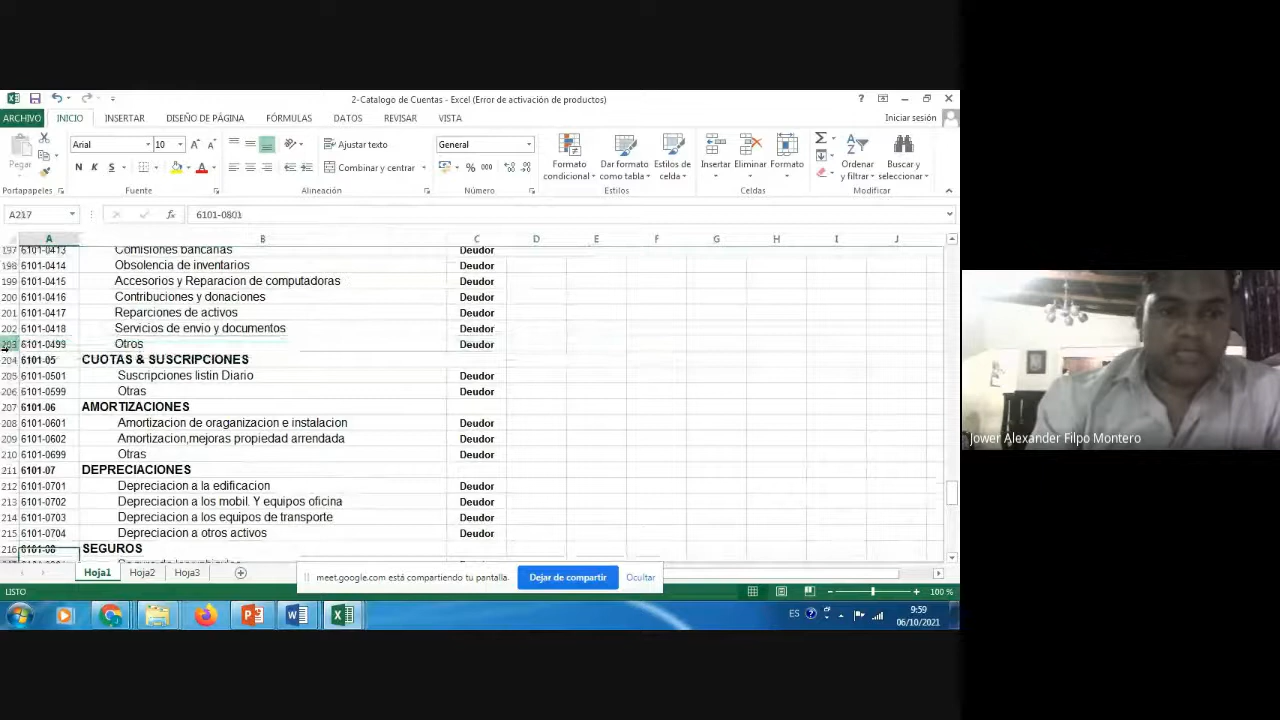 2-Catalogo de Cuentas - Excel (Error de activación de productos)
ARCHIVO INICIO INSERTAR DISEÑO DE PÁGINA FÓRMULAS DATOS REVISAR VISTA Iniciar sesión
Pegar
Arial 10
N K S
Ajustar texto
Combinar y centrar
General
% 000
Formato condicional
Dar formato como tabla
Estilos de celda
Insertar
Eliminar
Formato
Ordenar y filtrar
Buscar y seleccionar
Portapapeles Fuente Alineación Número Estilos Celdas Modificar
A217 fx 6101-0801
A B C D E F G H I J
197 6101-0413 Comisiones bancarias Deudor
198 6101-0414 Obsolencia de inventarios Deudor
199 6101-0415 Accesorios y Reparacion de computadoras Deudor
200 6101-0416 Contribuciones y donaciones Deudor
201 6101-0417 Reparciones de activos Deudor
202 6101-0418 Servicios de envio y documentos Deudor
203 6101-0499 Otros Deudor
204 6101-05 CUOTAS & SUSCRIPCIONES
205 6101-0501 Suscripciones listin Diario Deudor
206 6101-0599 Otras Deudor
207 6101-06 AMORTIZACIONES
208 6101-0601 Amortizacion de oraganizacion e instalacion Deudor
209 6101-0602 Amortizacion,mejoras propiedad arrendada Deudor
210 6101-0699 Otras Deudor
211 6101-07 DEPRECIACIONES
212 6101-0701 Depreciacion a la edificacion Deudor
213 6101-0702 Depreciacion a los mobil. Y equipos oficina Deudor
214 6101-0703 Depreciacion a los equipos de transporte Deudor
215 6101-0704 Depreciacion a otros activos Deudor
216 6101-08 SEGUROS
Hoja1 Hoja2 Hoja3
meet.google.com está compartiendo tu pantalla. Dejar de compartir Ocultar
LISTO 100 %
ES 9:59
06/10/2021
Jower Alexander Filpo Montero